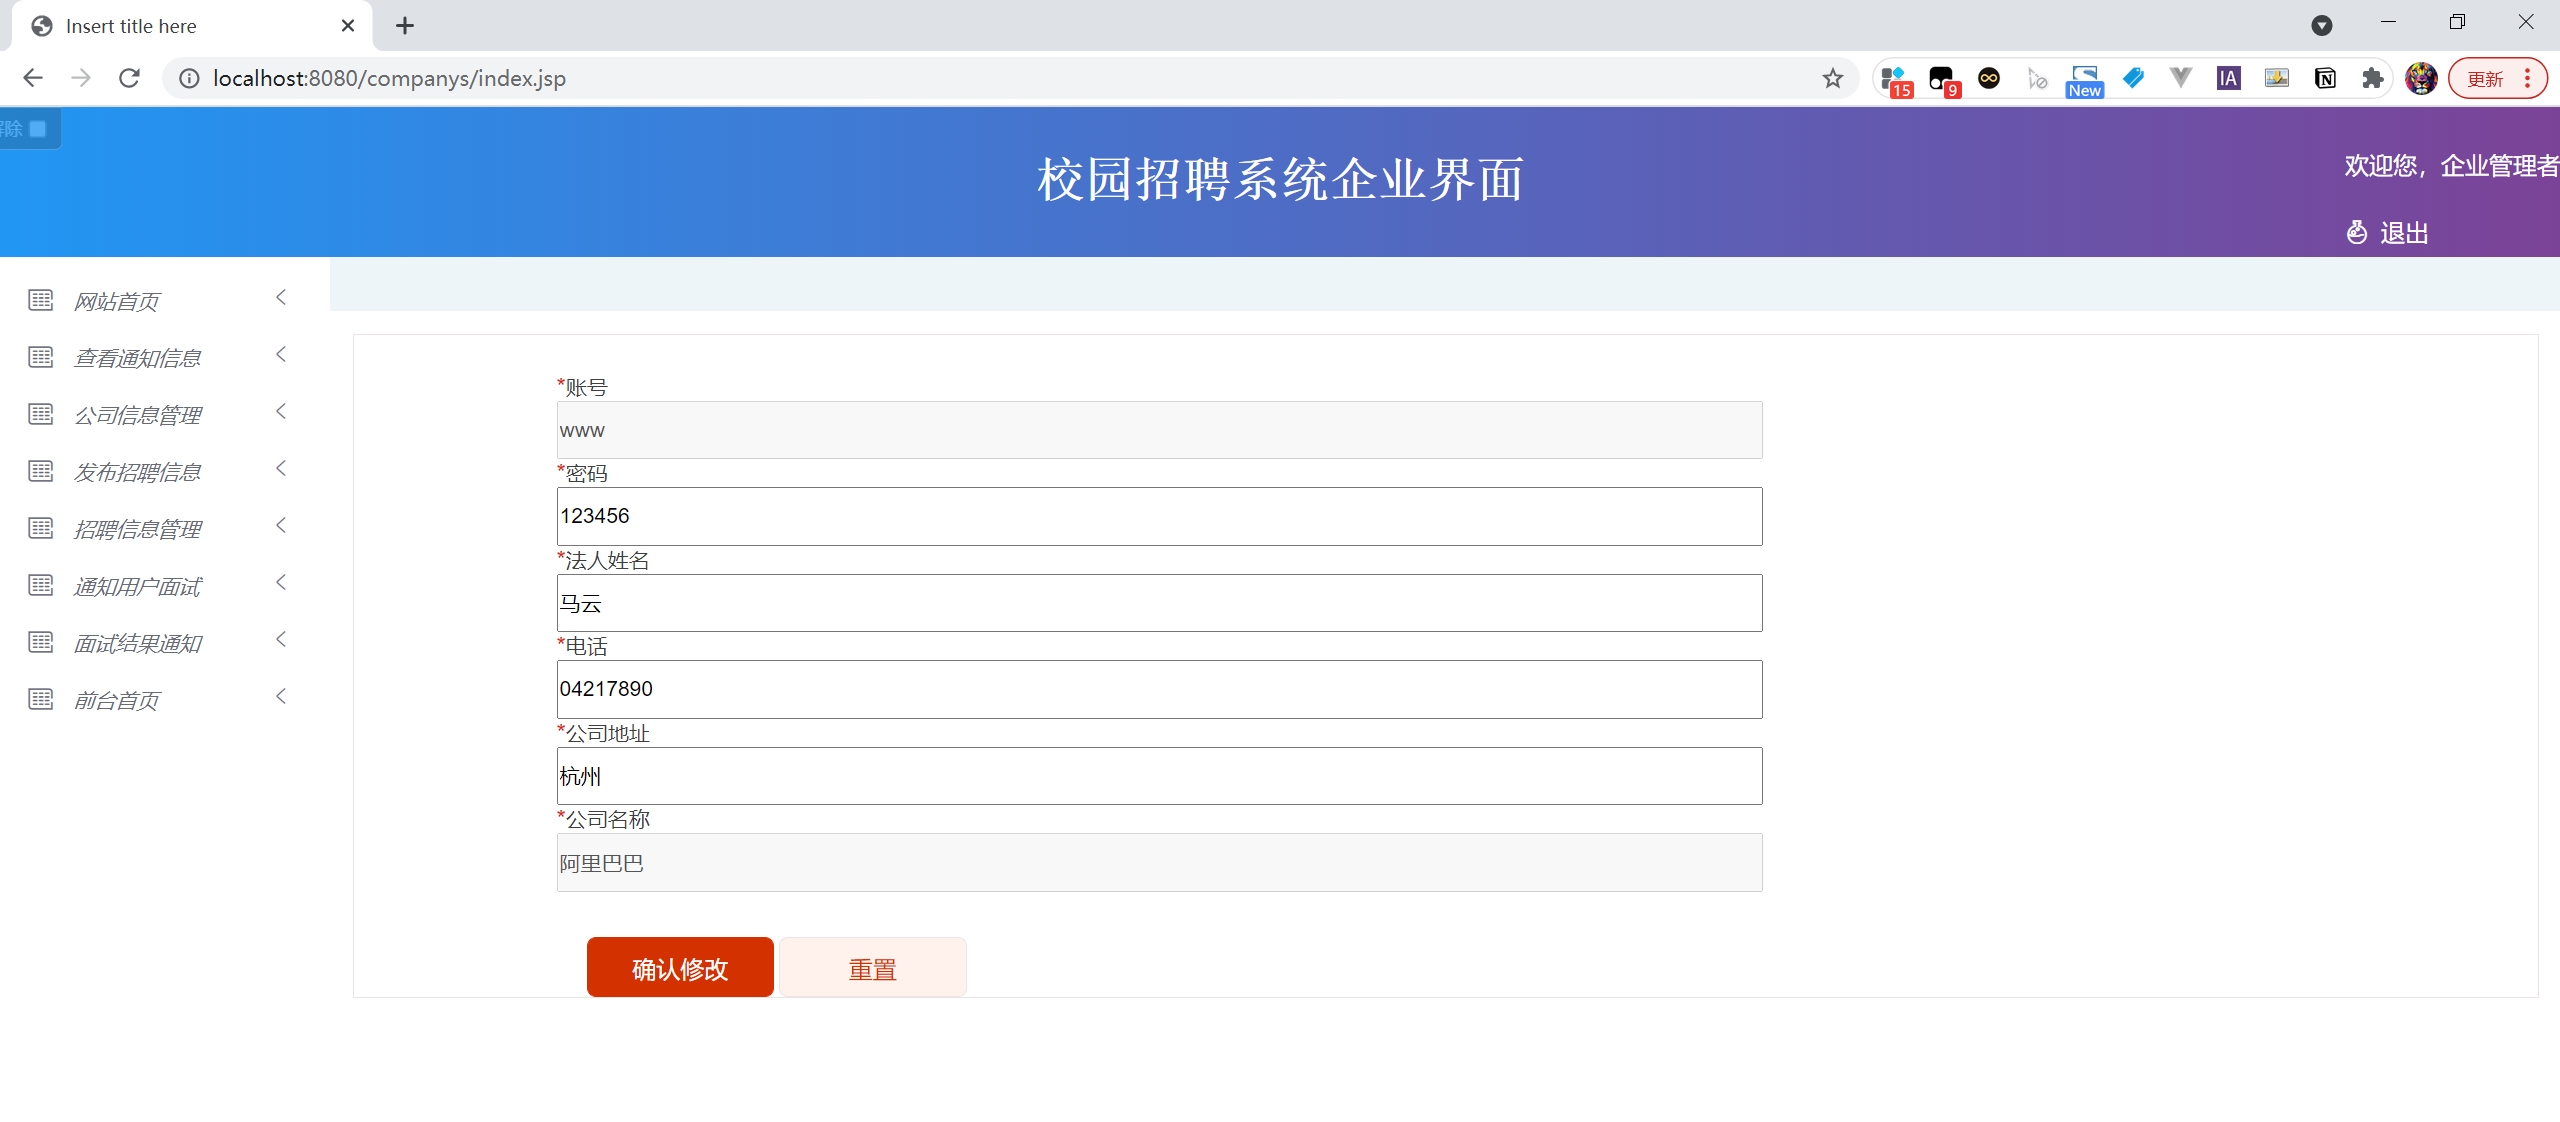 Insert title here
localhost:8080/companys/index.jsp
15
9
New
IA
更新
除
校园招聘系统企业界面
欢迎您，企业管理者
退出
网站首页
查看通知信息
公司信息管理
发布招聘信息
招聘信息管理
通知用户面试
面试结果通知
前台首页
*账号
www
*密码
123456
*法人姓名
马云
*电话
04217890
*公司地址
杭州
*公司名称
阿里巴巴
确认修改
重置